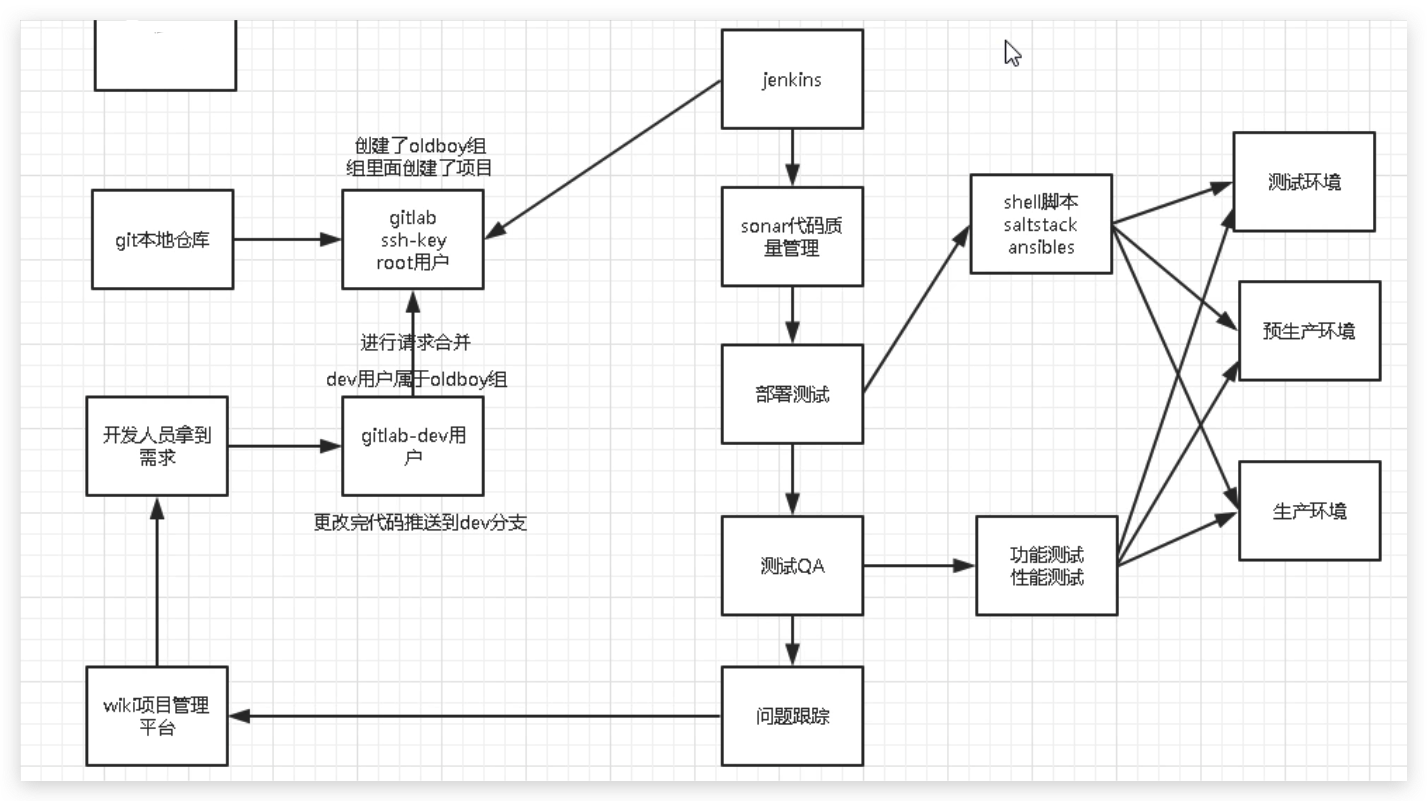 jenkins
创建了oldboy组
组里面创建了项目
测试环境
shell脚本
saltstack
ansibles
git本地仓库
gitlab
ssh-key
root用户
sonar代码质
量管理
预生产环境
进行请求合并
dev用户属于oldboy组
部署测试
开发人员拿到
需求
gitlab-dev用
户
生产环境
更改完代码推送到dev分支
测试QA
功能测试
性能测试
wiki项目管理
平台
问题跟踪